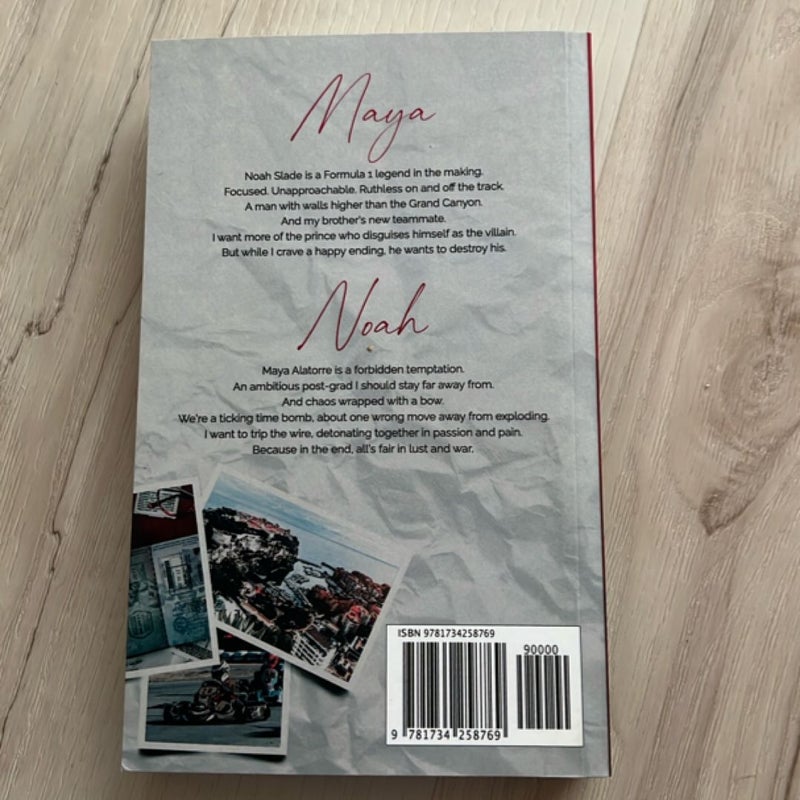 Maya
Noah Slade is a Formula 1 legend in the making.
Focused. Unapproachable. Ruthless on and off the track.
A man with walls higher than the Grand Canyon.
And my brother's new teammate.
I want more of the prince who disguises himself as the villain.
But while I crave a happy ending, he wants to destroy his.
Noah
Maya Alatorre is a forbidden temptation.
An ambitious post-grad I should stay far away from.
And chaos wrapped with a bow.
We're a ticking time bomb, about one wrong move away from exploding.
I want to trip the wire, detonating together in passion and pain.
Because in the end, all's fair in lust and war.
ISBN 9781734258769
90000
9 781734 258769